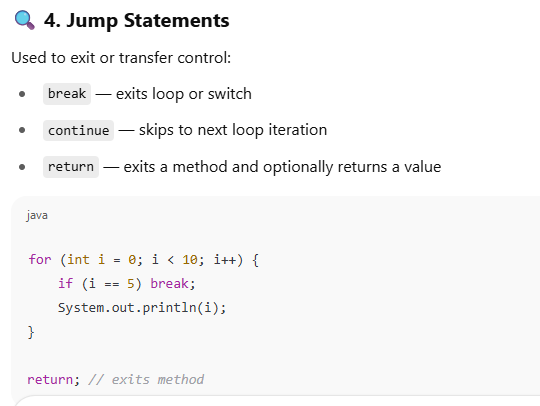 🔍 4. Jump Statements
Used to exit or transfer control:
• break — exits loop or switch
• continue — skips to next loop iteration
• return — exits a method and optionally returns a value
java
for (int i = 0; i < 10; i++) {
    if (i == 5) break;
    System.out.println(i);
}
return; // exits method